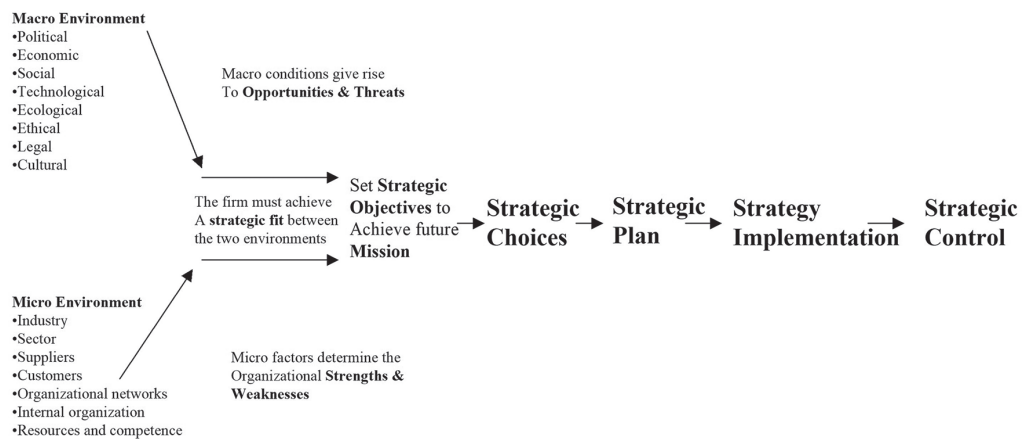 Macro Environment
•Political
•Economic
•Social
•Technological
•Ecological
•Ethical
•Legal
•Cultural
Macro conditions give rise
To Opportunities & Threats
The firm must achieve
A strategic fit between
the two environments
Set Strategic
Objectives to
Achieve future
Mission
Strategic
Choices
Strategic
Plan
Strategy
Implementation
Strategic
Control
Micro Environment
•Industry
•Sector
•Suppliers
•Customers
•Organizational networks
•Internal organization
•Resources and competence
Micro factors determine the
Organizational Strengths &
Weaknesses